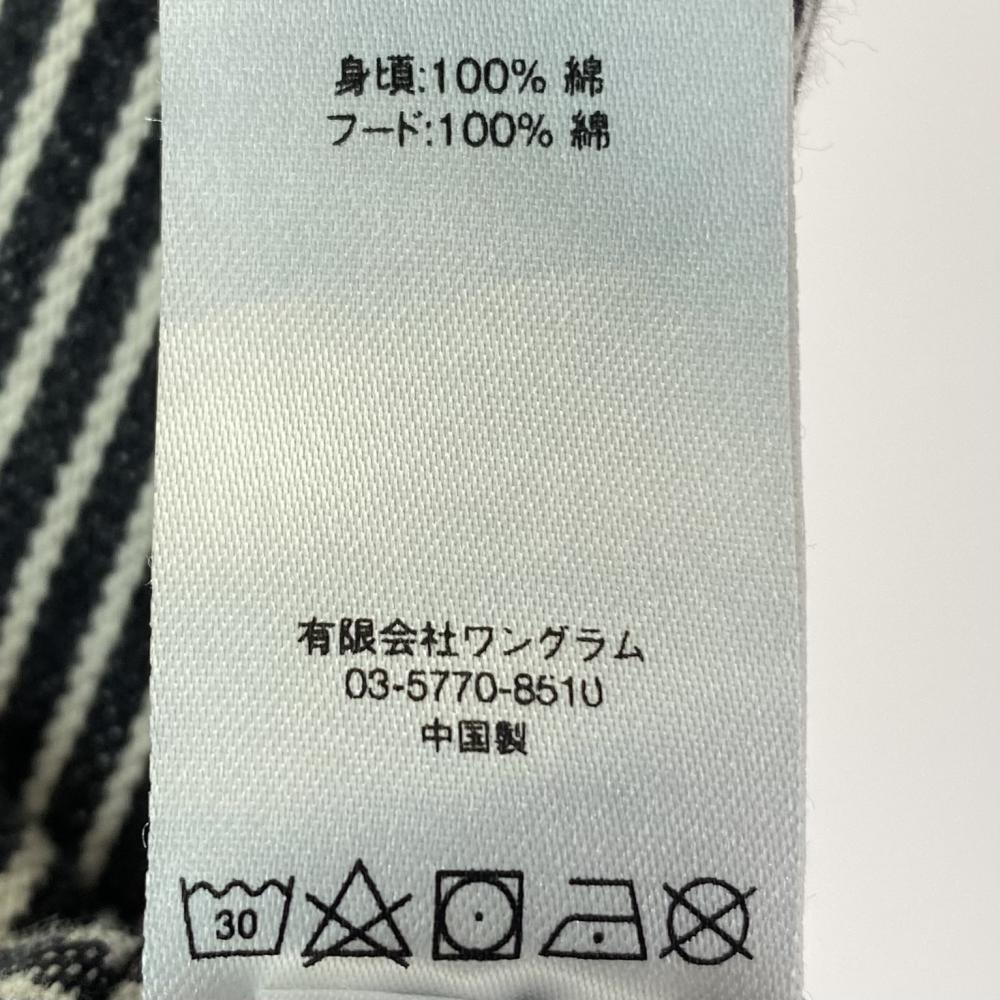 身頃:100% 綿
フード:100% 綿
有限会社ワングラム
03-5770-8510
中国製
30